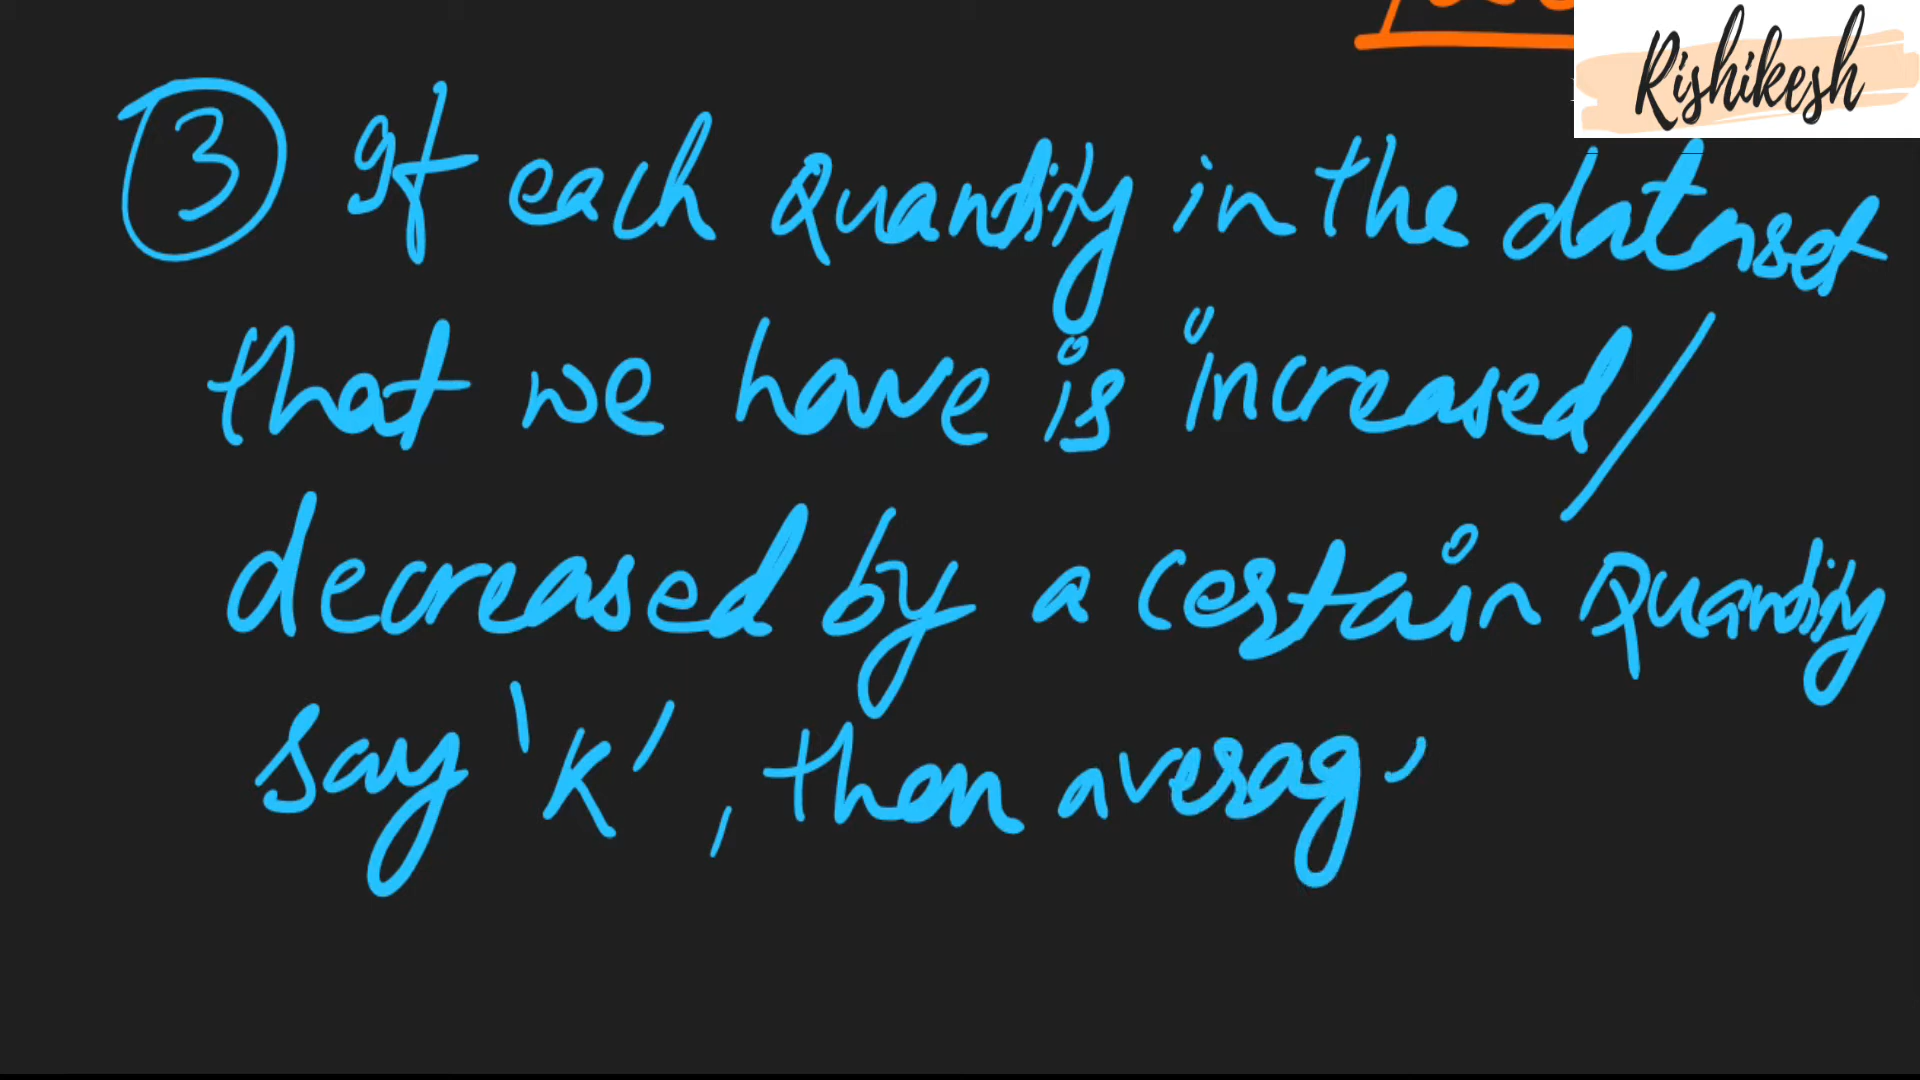 Rishikesh
③ If each Quantity in the dataset
that we have is increased/
decreased by a certain Quantity
say 'K', then averag